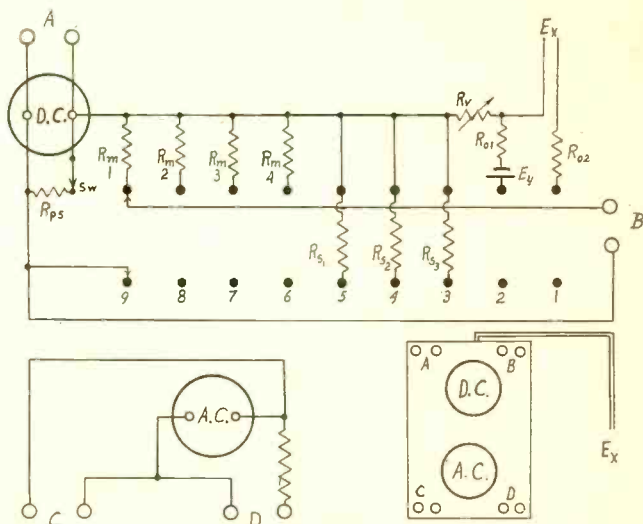 A
Ex
D.C.
Rv
Rm 1
Rm 2
Rm 3
Rm 4
Ro1
Ro2
Sw
Ey
Rps
B
Rs1
Rs2
Rs3
9 8 7 6 5 4 3 2 1
A.C.
C
D
A
B
D.C.
A.C.
C
D
Ex